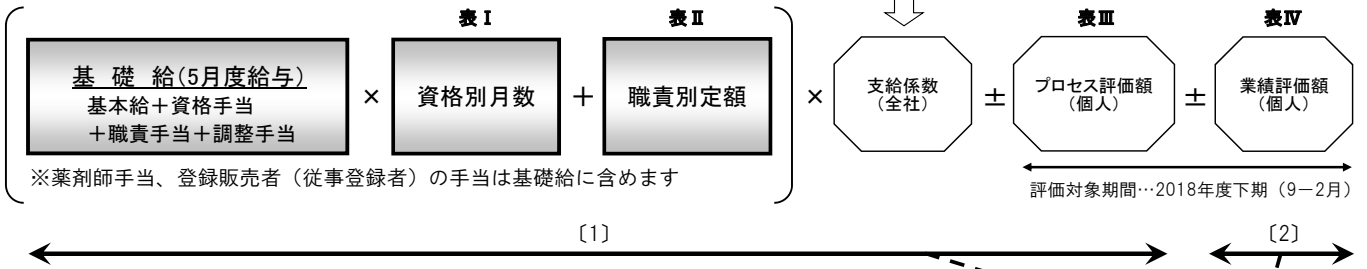 表Ⅰ
表Ⅱ
表Ⅲ
表Ⅳ
基 礎 給(5月度給与)
基本給+資格手当
+職責手当+調整手当
×
資格別月数
+
職責別定額
×
支給係数
(全社)
±
プロセス評価額
(個人)
±
業績評価額
(個人)
※薬剤師手当、登録販売者(従事登録者)の手当は基礎給に含めます
評価対象期間…2018年度下期(9-2月)
〔1〕
〔2〕